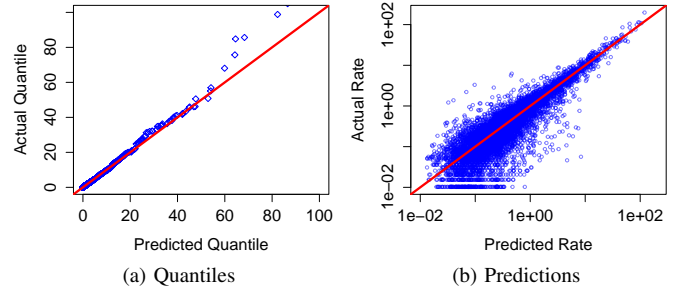 0 20 40 60 80
Actual Quantile
0 20 40 60 80 100
Predicted Quantile
(a) Quantiles
1e−02 1e+00 1e+02
Actual Rate
1e−02 1e+00 1e+02
Predicted Rate
(b) Predictions